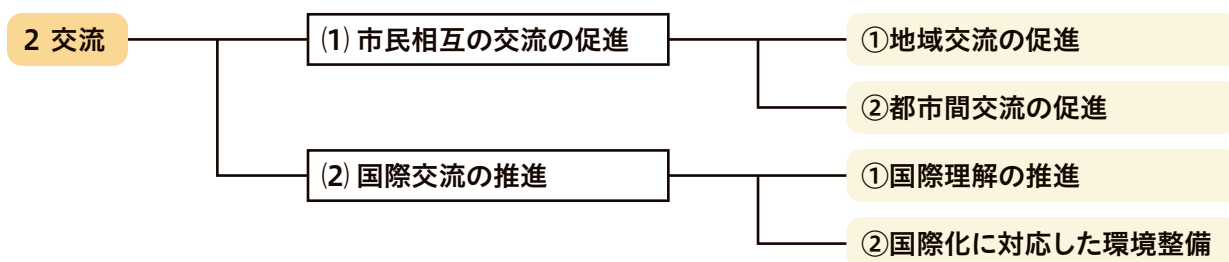 2 交流
(1) 市民相互の交流の促進
①地域交流の促進
②都市間交流の促進
(2) 国際交流の推進
①国際理解の推進
②国際化に対応した環境整備